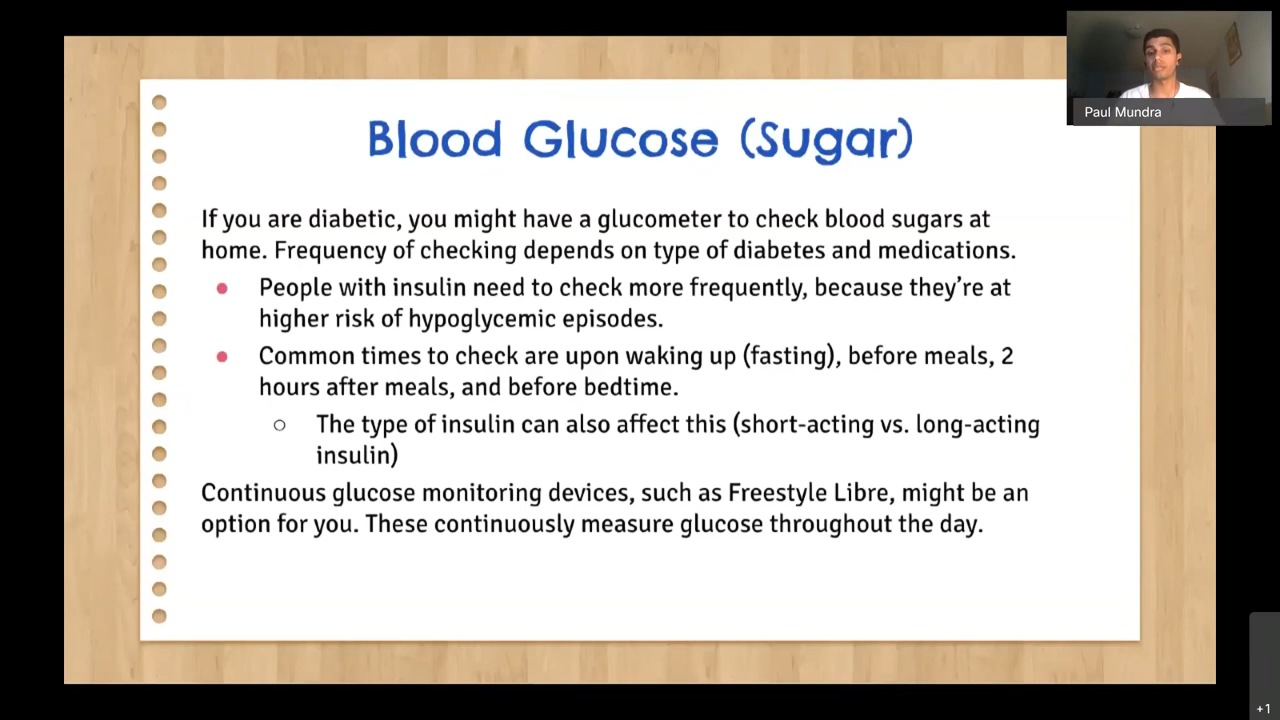 Paul Mundra
Blood Glucose (Sugar)
If you are diabetic, you might have a glucometer to check blood sugars at
home. Frequency of checking depends on type of diabetes and medications.
● People with insulin need to check more frequently, because they’re at
higher risk of hypoglycemic episodes.
● Common times to check are upon waking up (fasting), before meals, 2
hours after meals, and before bedtime.
○ The type of insulin can also affect this (short-acting vs. long-acting
insulin)
Continuous glucose monitoring devices, such as Freestyle Libre, might be an
option for you. These continuously measure glucose throughout the day.
+1